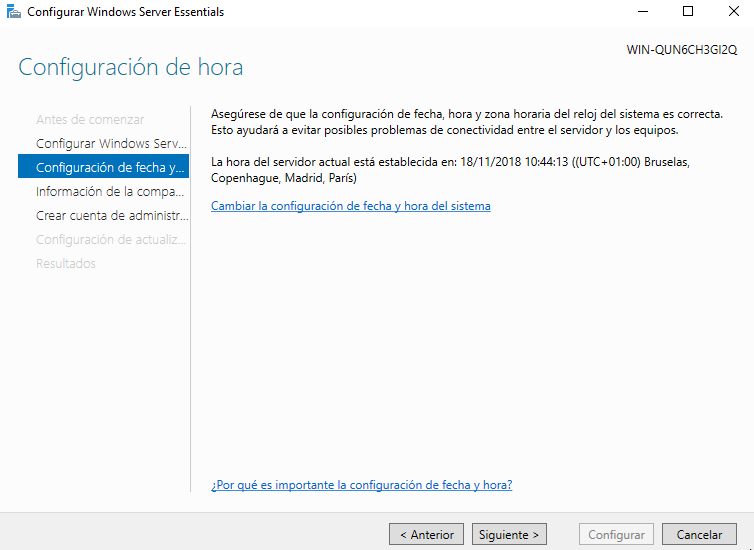 Configurar Windows Server Essentials
WIN-QUN6CH3GI2Q
Configuración de hora
Antes de comenzar
Configurar Windows Serv...
Configuración de fecha y...
Información de la compa...
Crear cuenta de administr...
Configuración de actualiz...
Resultados
Asegúrese de que la configuración de fecha, hora y zona horaria del reloj del sistema es correcta.
Esto ayudará a evitar posibles problemas de conectividad entre el servidor y los equipos.
La hora del servidor actual está establecida en: 18/11/2018 10:44:13 ((UTC+01:00) Bruselas,
Copenhague, Madrid, París)
Cambiar la configuración de fecha y hora del sistema
¿Por qué es importante la configuración de fecha y hora?
< Anterior
Siguiente >
Configurar
Cancelar